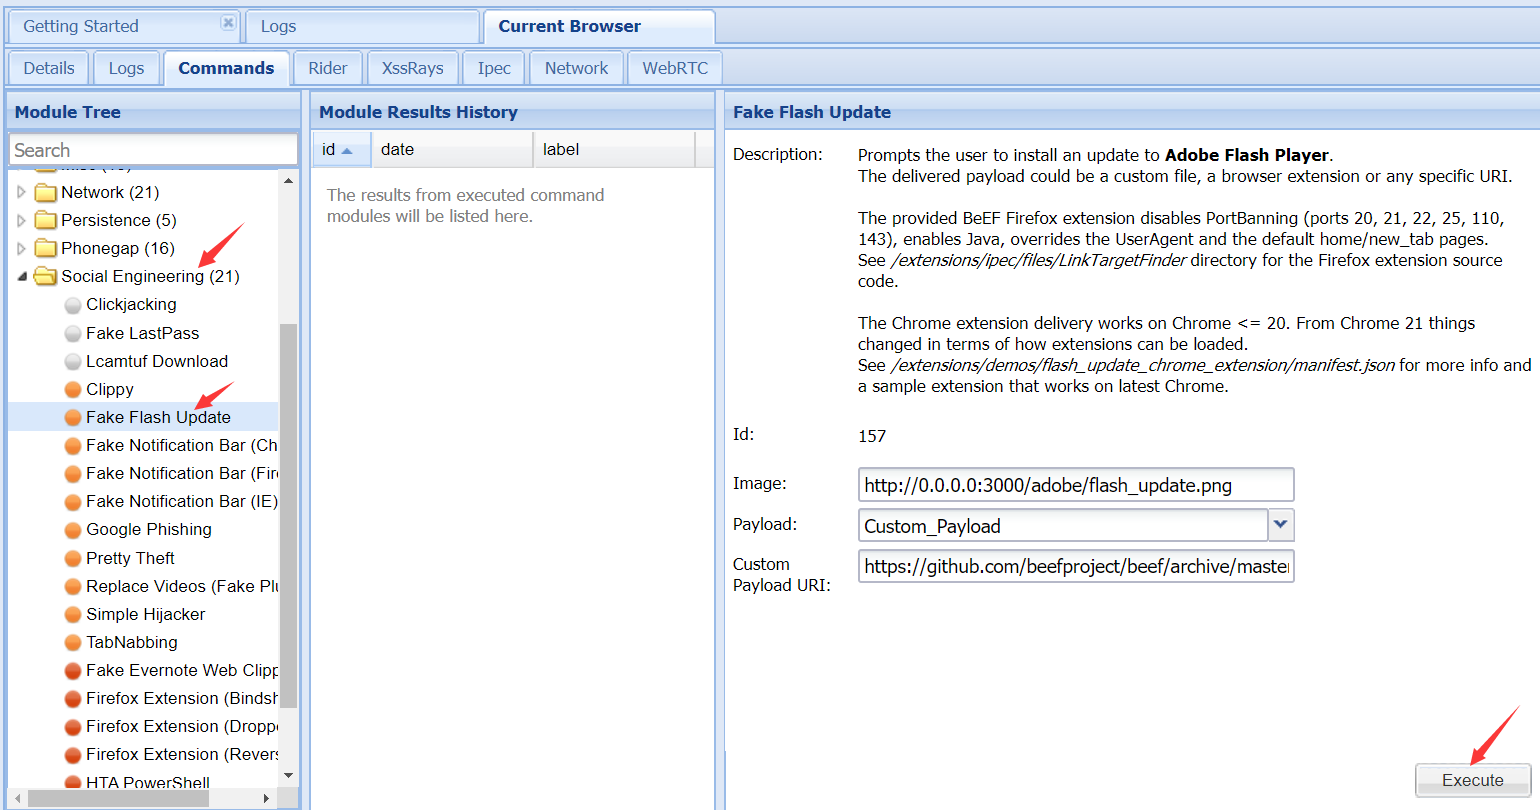 Getting Started
Logs
Current Browser
Details
Logs
Commands
Rider
XssRays
Ipec
Network
WebRTC
Module Tree
Search
Network (21)
Persistence (5)
Phonegap (16)
Social Engineering (21)
Clickjacking
Fake LastPass
Lcamtuf Download
Clippy
Fake Flash Update
Fake Notification Bar (Ch
Fake Notification Bar (Fire
Fake Notification Bar (IE)
Google Phishing
Pretty Theft
Replace Videos (Fake Plu
Simple Hijacker
TabNabbing
Fake Evernote Web Clipp
Firefox Extension (Bindsh
Firefox Extension (Droppe
Firefox Extension (Revers
HTA PowerShell
Module Results History
id
date
label
The results from executed command
modules will be listed here.
Fake Flash Update
Description:
Prompts the user to install an update to Adobe Flash Player.
The delivered payload could be a custom file, a browser extension or any specific URI.
The provided BeEF Firefox extension disables PortBanning (ports 20, 21, 22, 25, 110,
143), enables Java, overrides the UserAgent and the default home/new_tab pages.
See /extensions/ipec/files/LinkTargetFinder directory for the Firefox extension source
code.
The Chrome extension delivery works on Chrome <= 20. From Chrome 21 things
changed in terms of how extensions can be loaded.
See /extensions/demos/flash_update_chrome_extension/manifest.json for more info and
a sample extension that works on latest Chrome.
Id:
157
Image:
http://0.0.0.0:3000/adobe/flash_update.png
Payload:
Custom_Payload
Custom
Payload URI:
https://github.com/beefproject/beef/archive/master
Execute